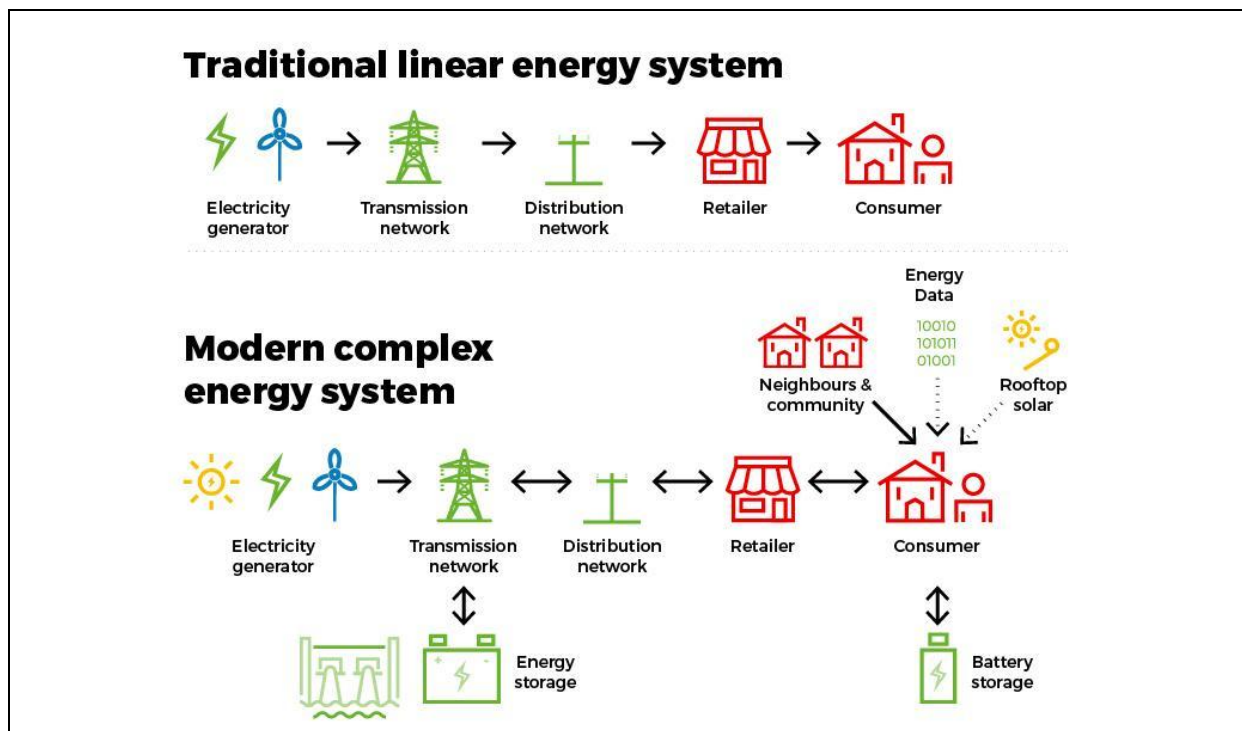 Traditional linear energy system
Electricity
generator
Transmission
network
Distribution
network
Retailer
Consumer
Modern complex
energy system
Energy
Data
10010
101011
01001
Neighbours &
community
Rooftop
solar
Electricity
generator
Transmission
network
Distribution
network
Retailer
Consumer
Energy
storage
Battery
storage